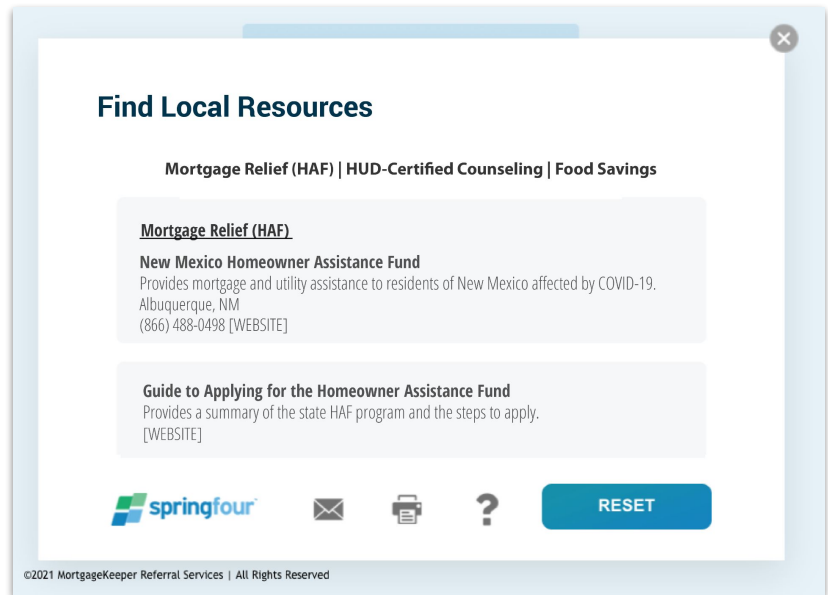 Find Local Resources
Mortgage Relief (HAF) | HUD-Certified Counseling | Food Savings
Mortgage Relief (HAF)
New Mexico Homeowner Assistance Fund
Provides mortgage and utility assistance to residents of New Mexico affected by COVID-19.
Albuquerque, NM
(866) 488-0498 [WEBSITE]
Guide to Applying for the Homeowner Assistance Fund
Provides a summary of the state HAF program and the steps to apply.
[WEBSITE]
springfour
?
RESET
©2021 MortgageKeeper Referral Services | All Rights Reserved